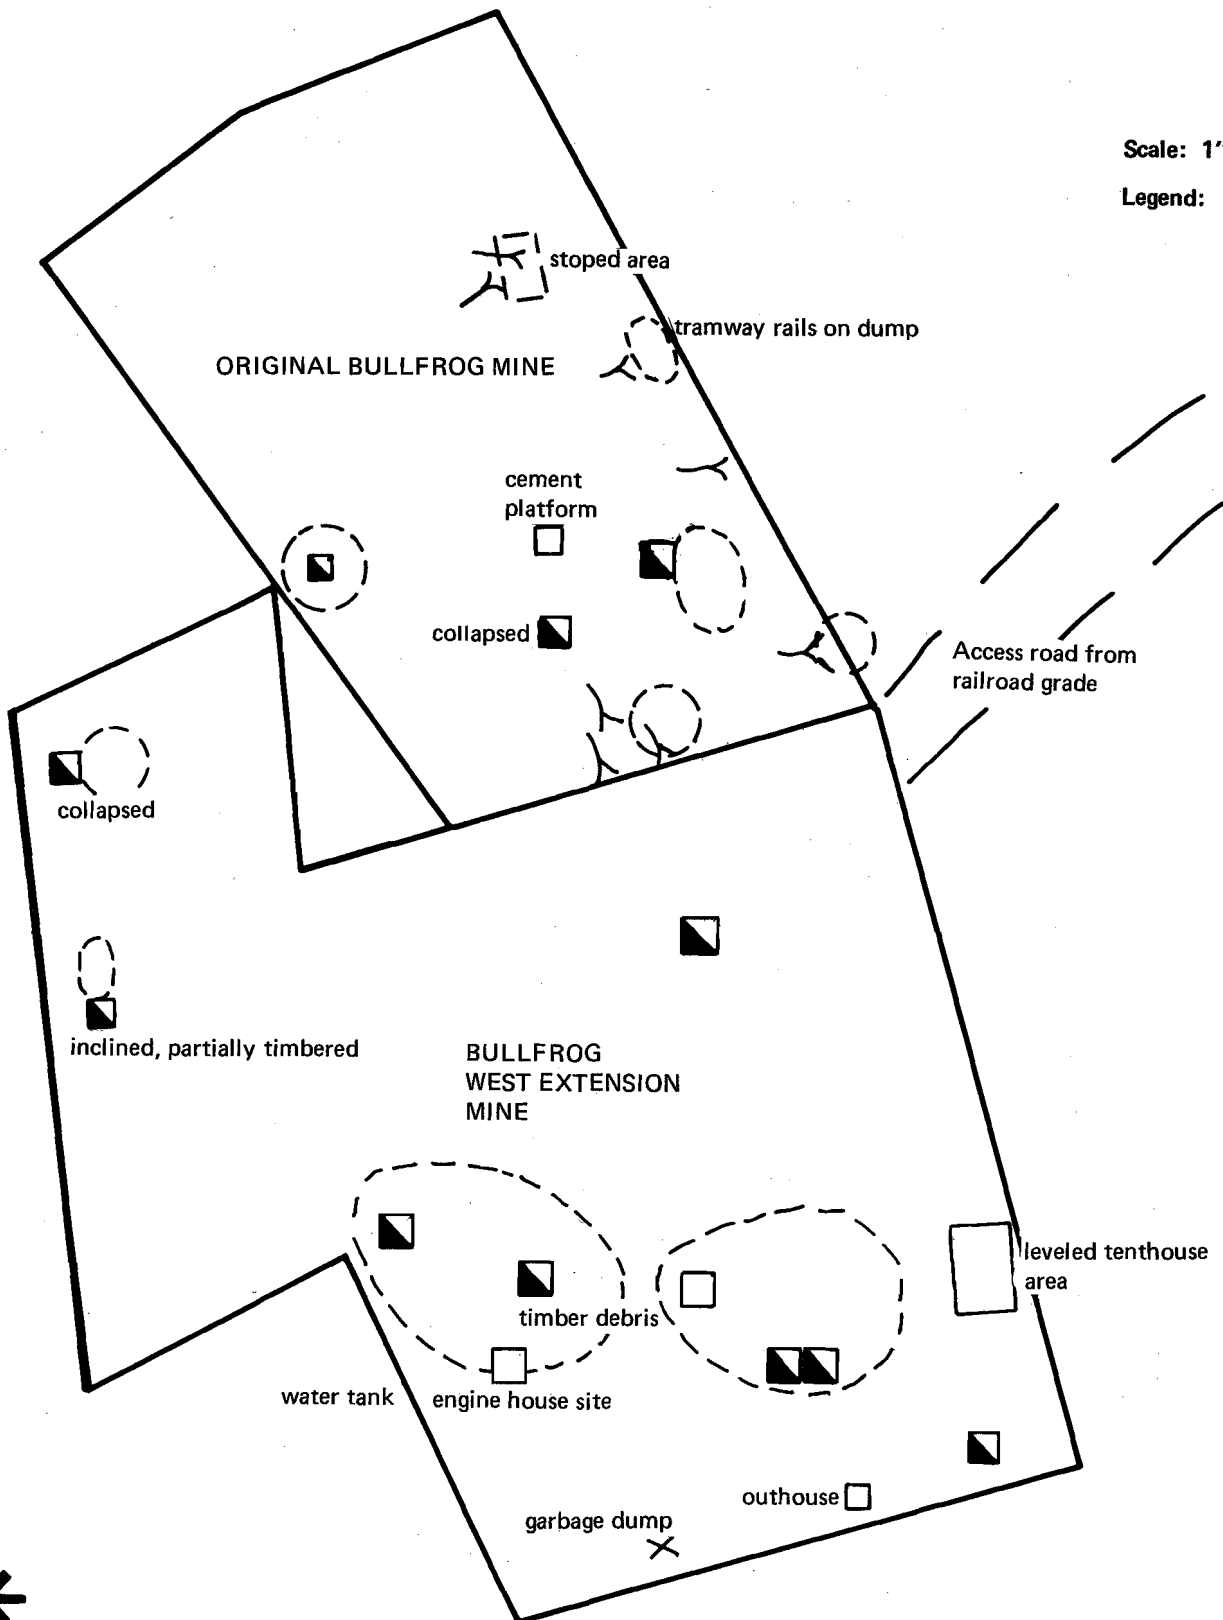 Scale: 1"
Legend:
stoped area
tramway rails on dump
ORIGINAL BULLFROG MINE
cement
platform
collapsed
Access road from
railroad grade
collapsed
inclined, partially timbered
BULLFROG
WEST EXTENSION
MINE
leveled tenthouse
area
timber debris
water tank
engine house site
outhouse
garbage dump